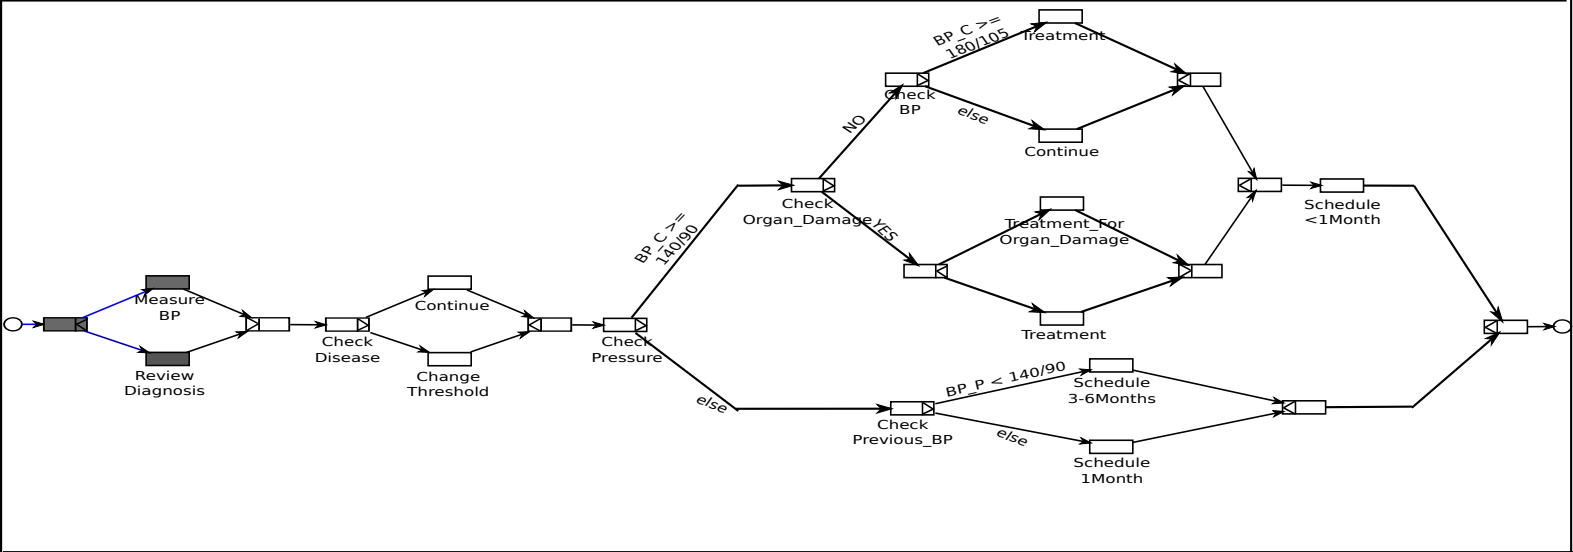 Measure
BP
Review
Diagnosis
Check
Disease
Continue
Change
Threshold
Check
Pressure
BP_C >=
140/90
else
Check
Organ_Damage
NO
YES
Check
BP
BP_C >=
180/105
else
Treatment
Continue
Treatment_For
Organ_Damage
Treatment
Schedule
<1Month
Check
Previous_BP
BP_P < 140/90
else
Schedule
3-6Months
Schedule
1Month